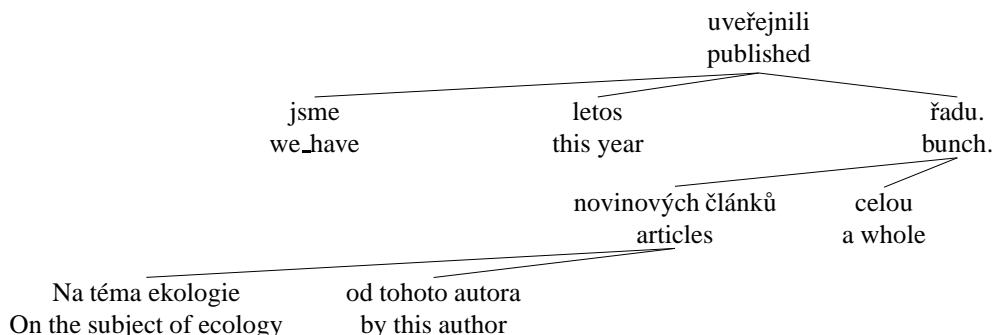 uveřejnili
published
jsme letos řadu.
we_have this year bunch.
novinových článků celou
articles a whole
Na téma ekologie od tohoto autora
On the subject of ecology by this author